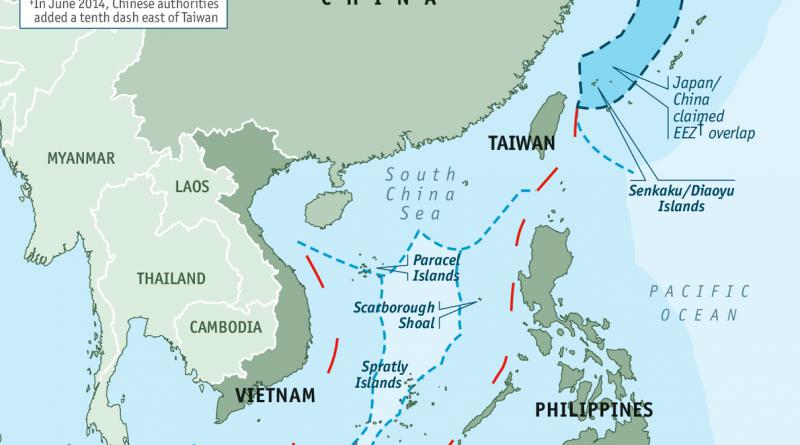 C H I N A
†In June 2014, Chinese authorities
added a tenth dash east of Taiwan
Japan/
China
claimed
EEZ† overlap
TAIWAN
MYANMAR
LAOS
South
China
Sea
Senkaku/Diaoyu
Islands
Paracel
Islands
THAILAND
PACIFIC
OCEAN
Scarborough
Shoal
CAMBODIA
Spratly
Islands
VIETNAM
PHILIPPINES